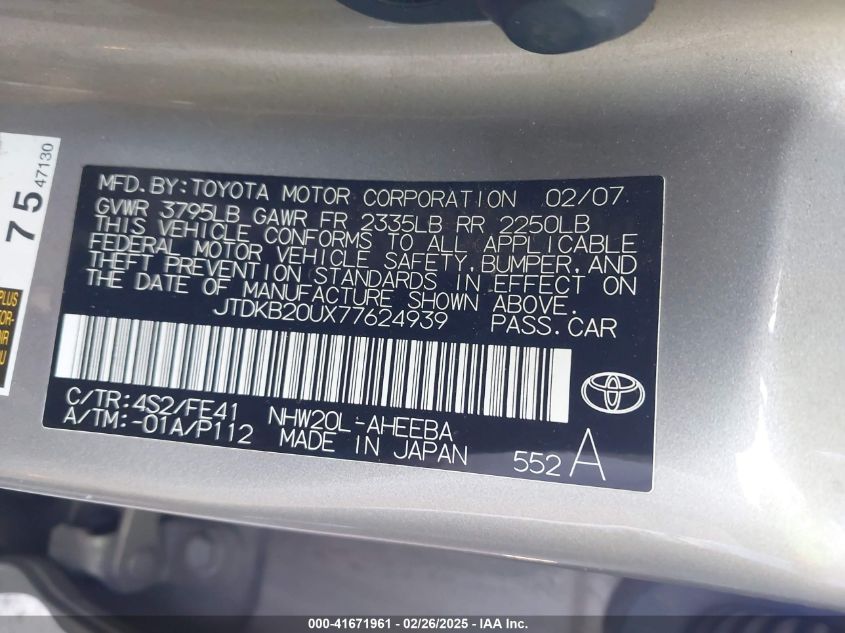 MFD. BY: TOYOTA MOTOR CORPORATION 02/07
GVWR 3795LB GAWR FR 2335LB RR 2250LB
THIS VEHICLE CONFORMS TO ALL APPLICABLE
FEDERAL MOTOR VEHICLE SAFETY, BUMPER, AND
THEFT PREVENTION STANDARDS IN EFFECT ON
THE DATE OF MANUFACTURE SHOWN ABOVE.
JTDKB20UX77624939 PASS.CAR
C/TR:4S2/FE41 NHW20L-AHEEBA
A/TM:-01A/P112 MADE IN JAPAN 552 A
75 47130
PLUS
000-41671961 - 02/26/2025 - IAA Inc.